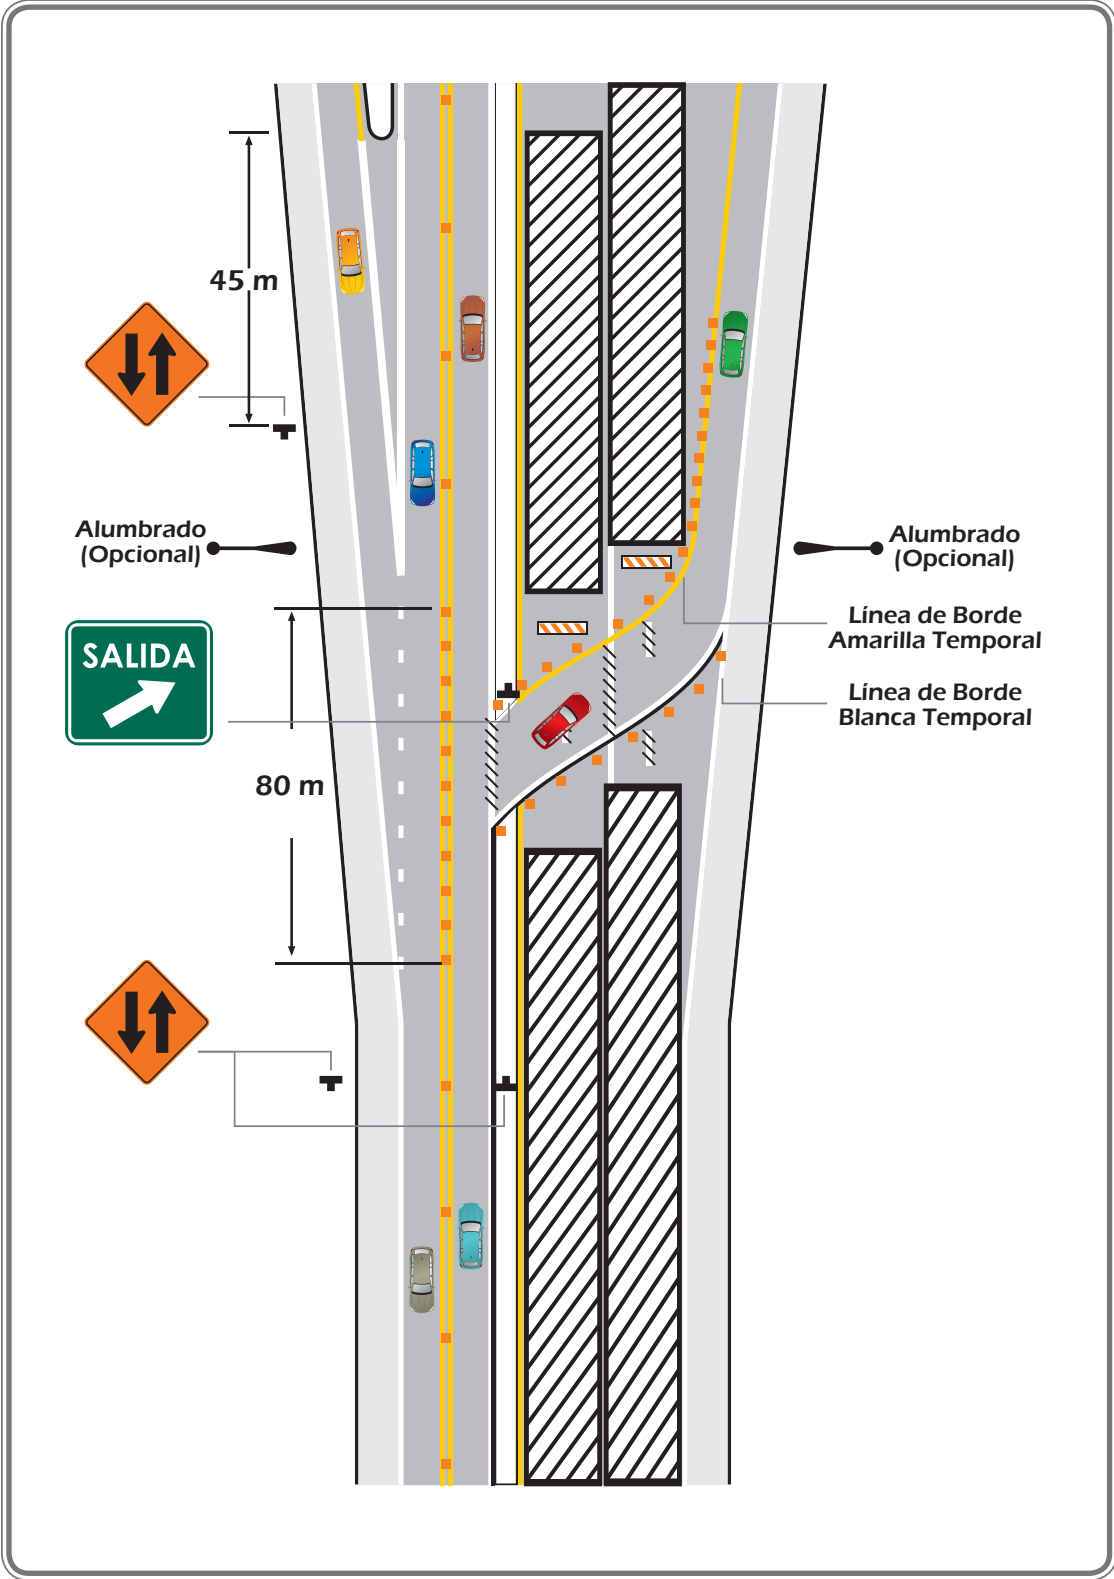 45 m
Alumbrado
(Opcional)
Alumbrado
(Opcional)
SALIDA
Línea de Borde
Amarilla Temporal
Línea de Borde
Blanca Temporal
80 m